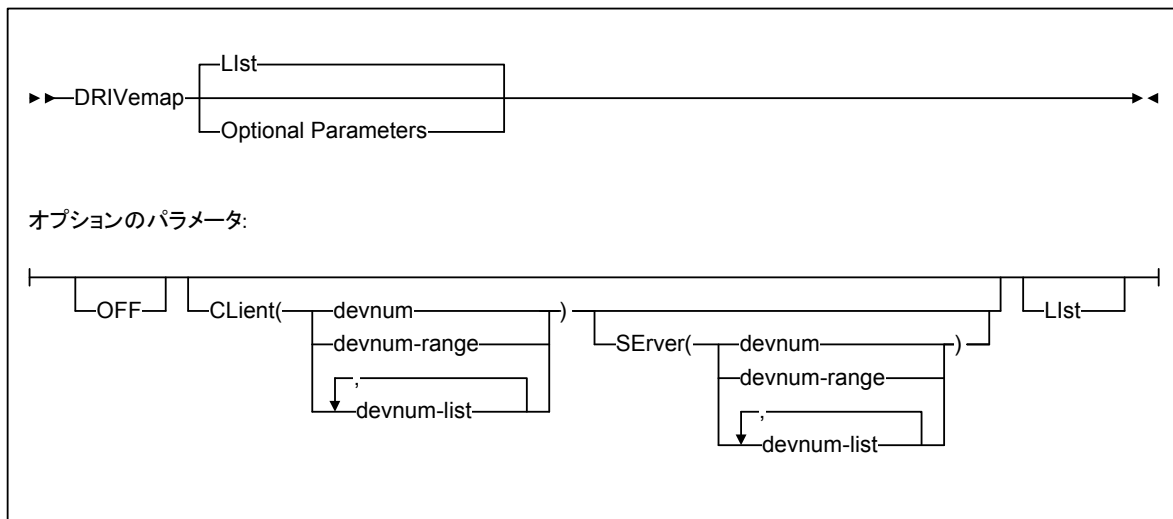 LIst
DRIVemap
Optional Parameters
オプションのパラメータ:
OFF
CLient( devnum )
devnum-range
,
devnum-list
SErver( devnum )
devnum-range
,
devnum-list
LIst